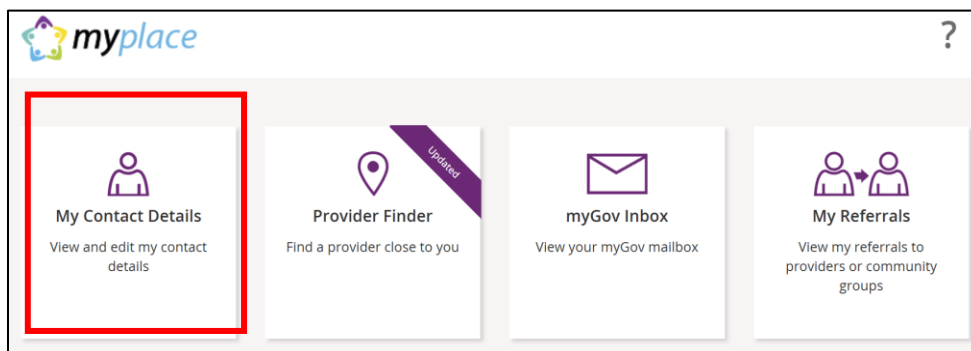 myplace
?
Updated
My Contact Details
View and edit my contact
details
Provider Finder
Find a provider close to you
myGov Inbox
View your myGov mailbox
My Referrals
View my referrals to
providers or community
groups